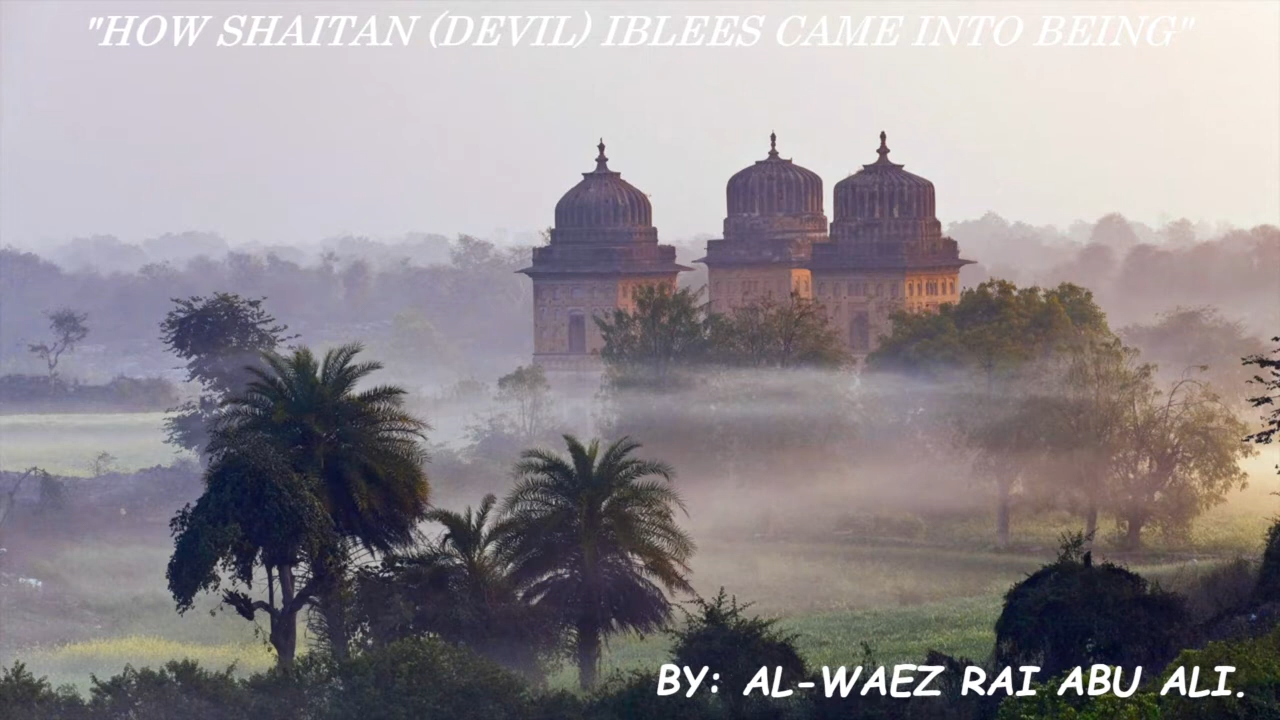 "HOW SHAITAN (DEVIL) IBLEES CAME INTO BEING"
BY: AL-WAEZ RAI ABU ALI.